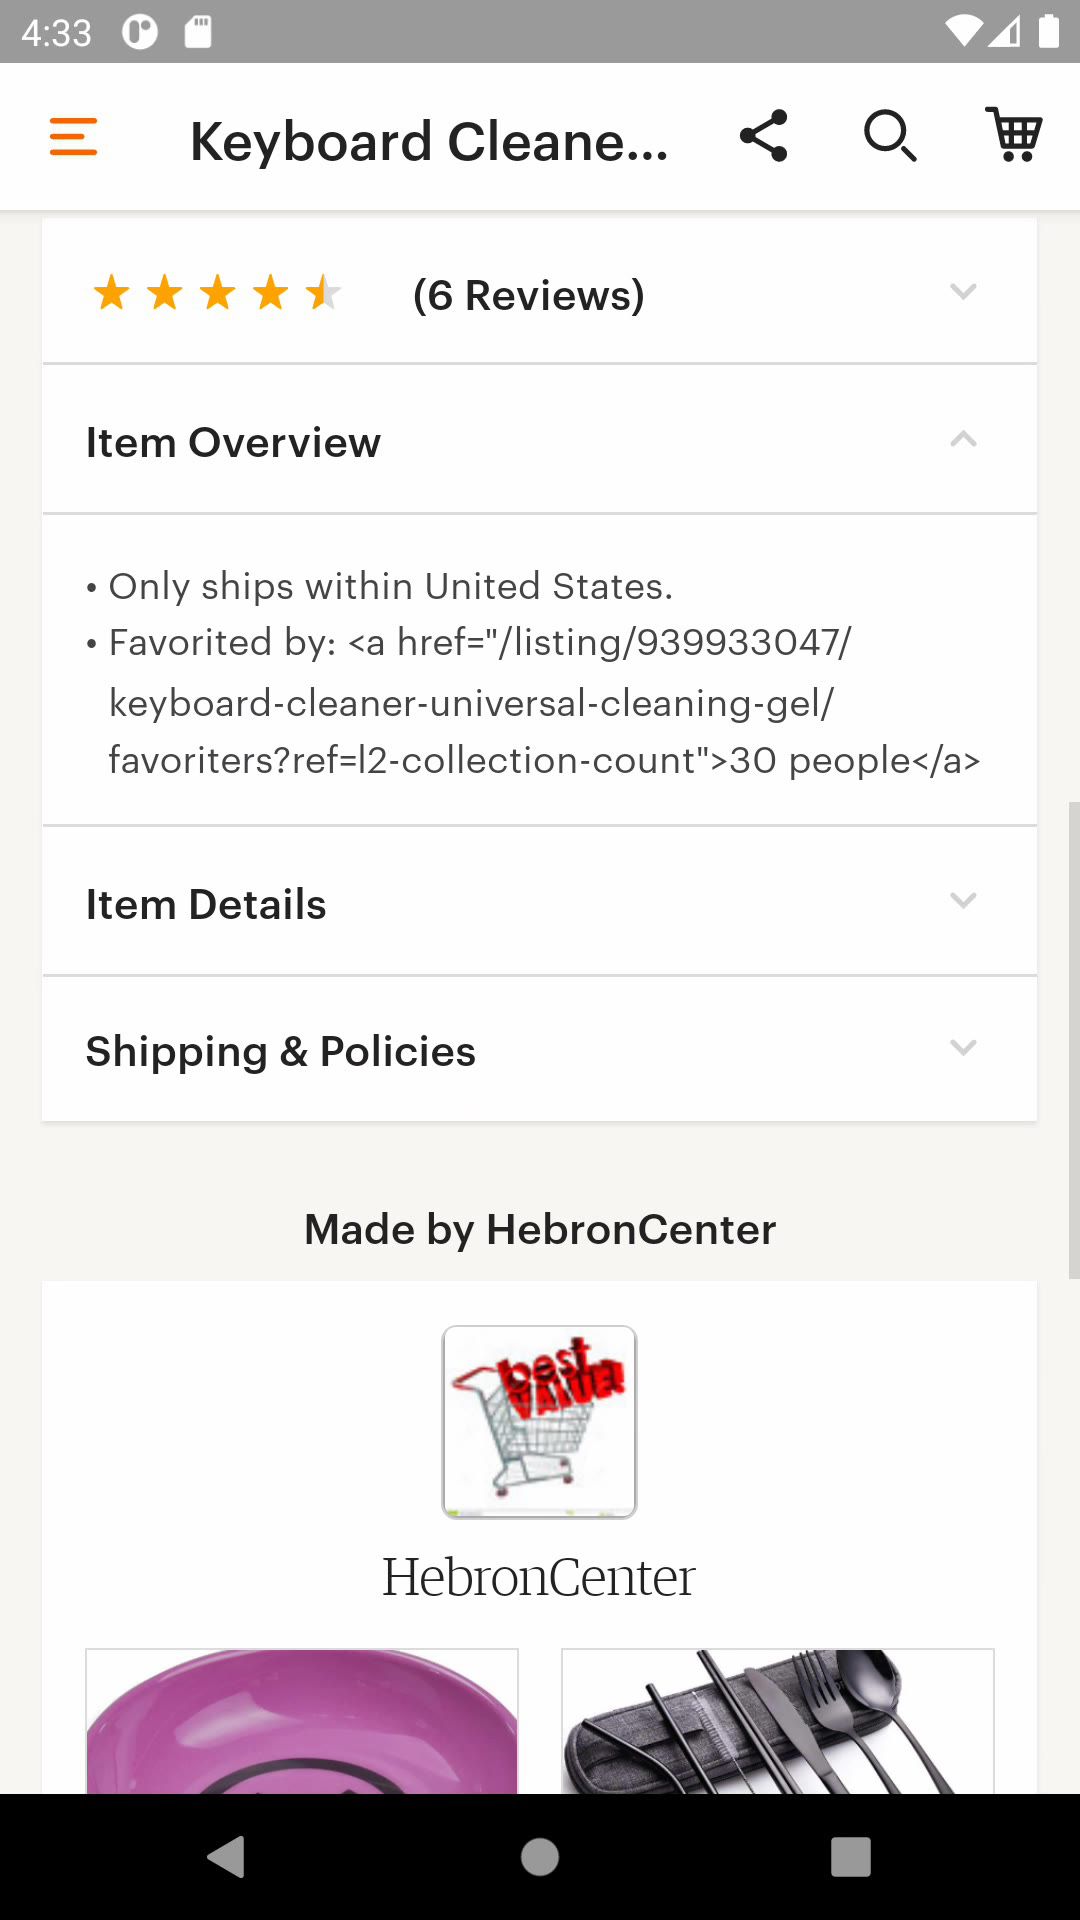 4:33
Keyboard Cleane...
(6 Reviews)
Item Overview
• Only ships within United States.
• Favorited by: <a href="/listing/939933047/
keyboard-cleaner-universal-cleaning-gel/
favoriters?ref=l2-collection-count">30 people</a>
Item Details
Shipping & Policies
Made by HebronCenter
best
VALUE!
HebronCenter